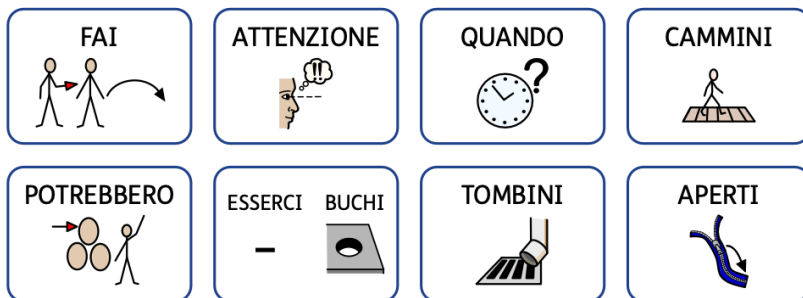 FAI ATTENZIONE QUANDO CAMMINI
POTREBBERO ESSERCI BUCHI TOMBINI APERTI